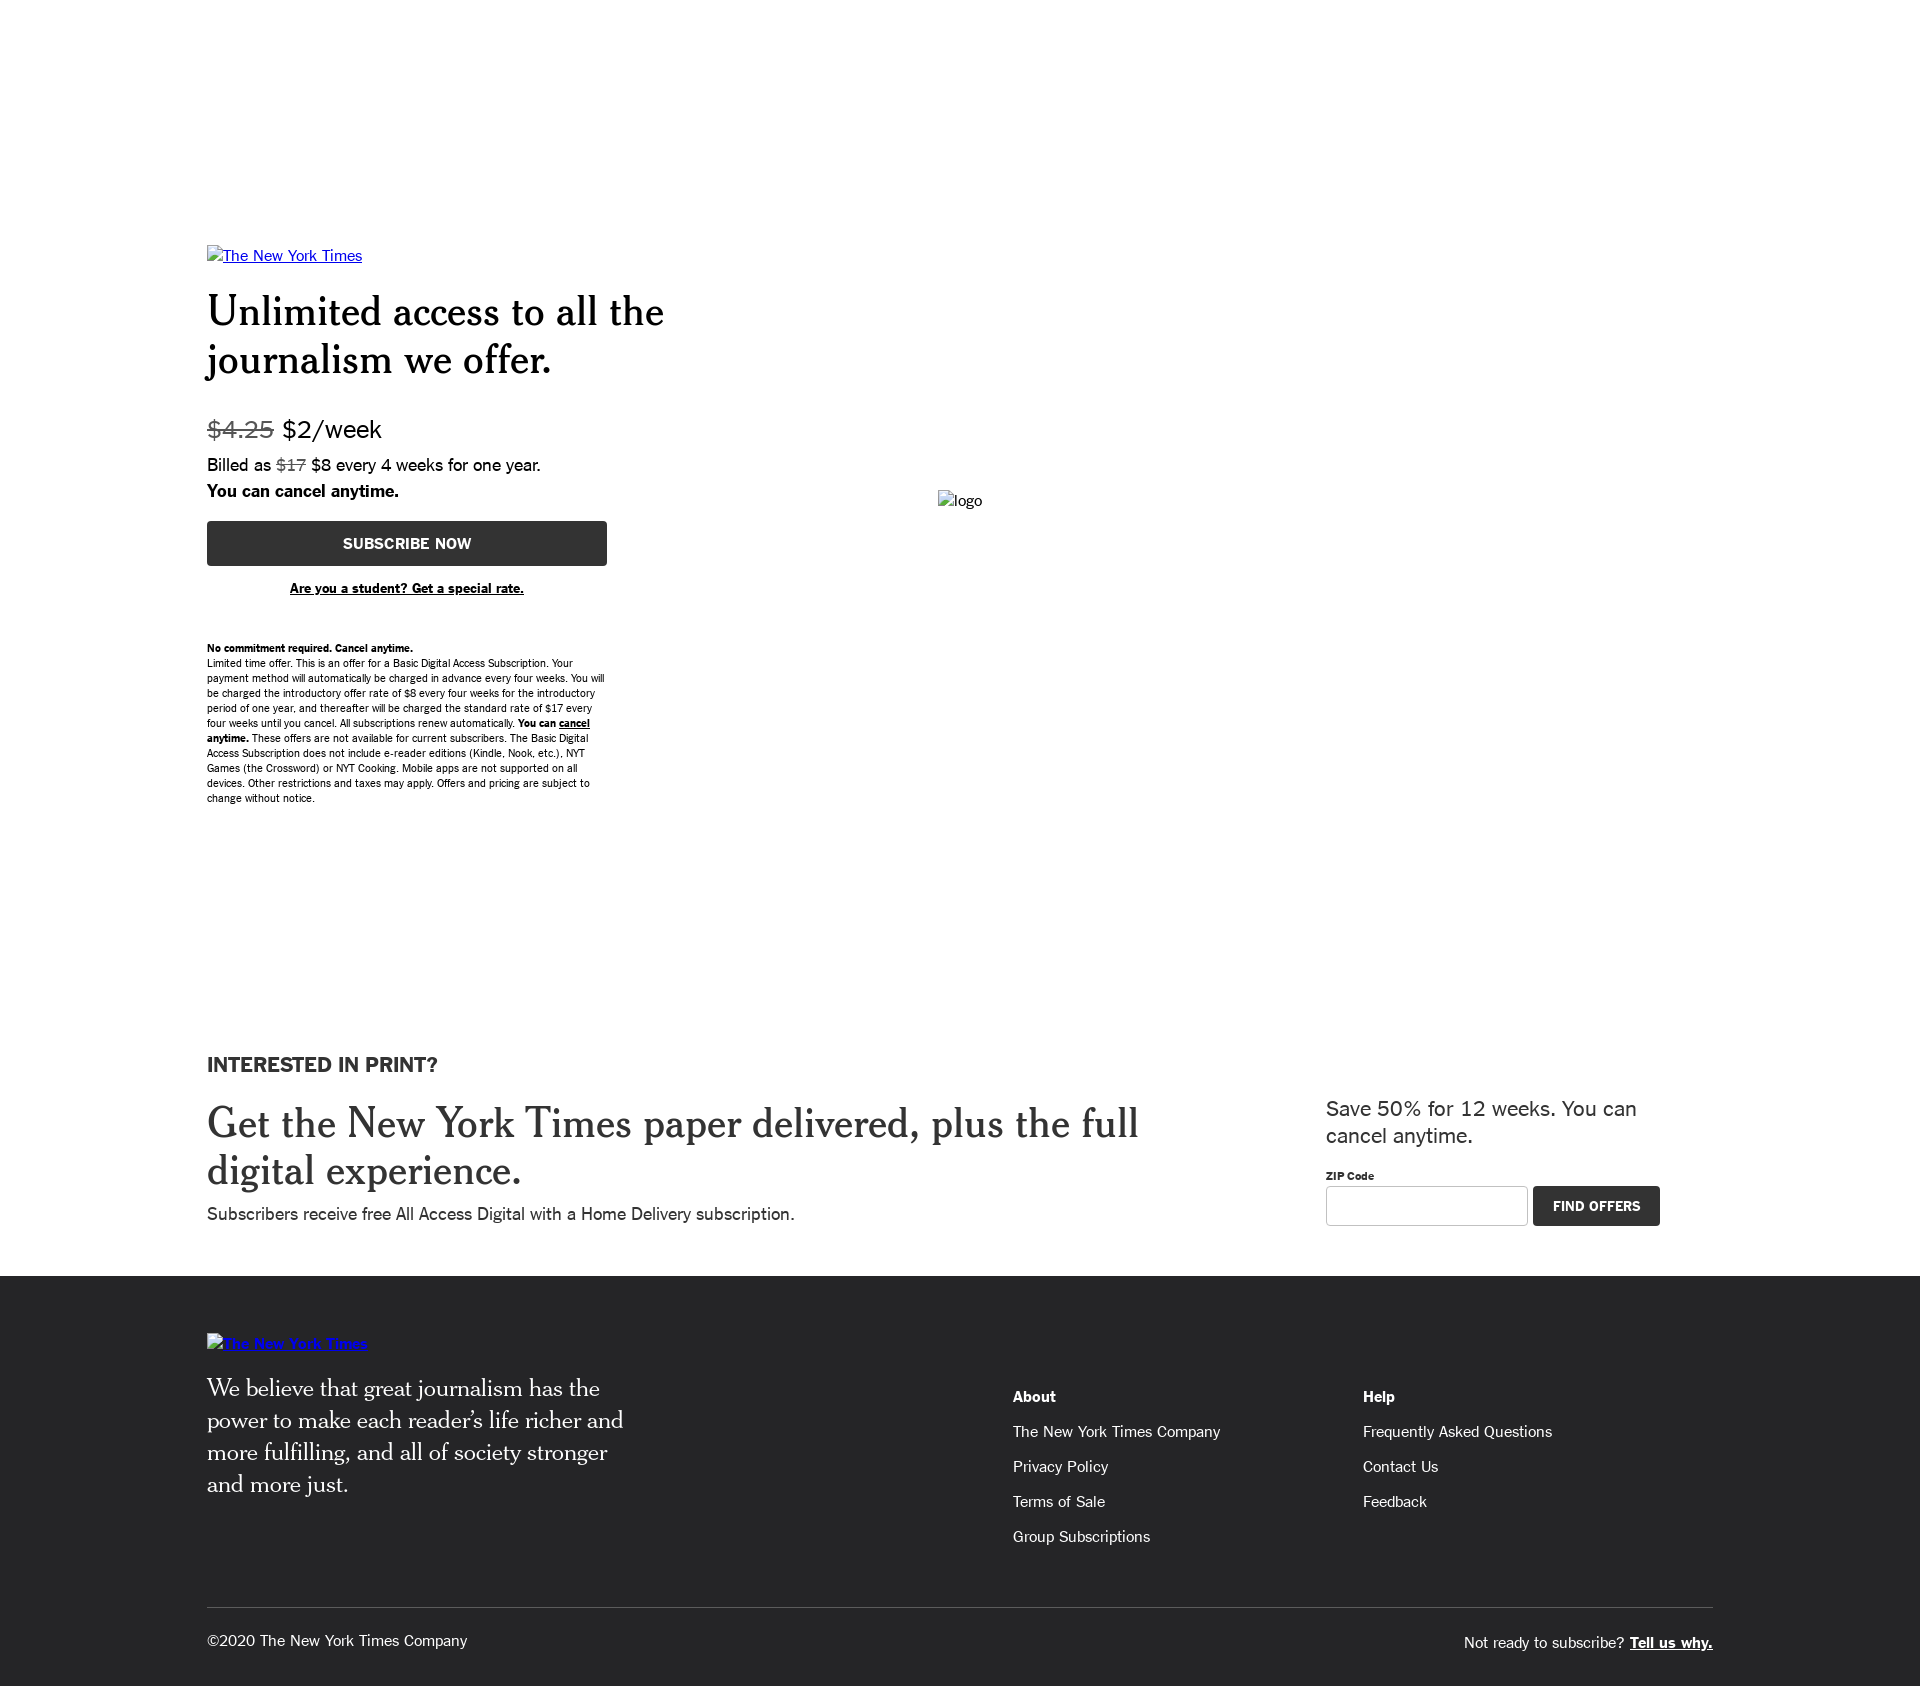 The New York Times
Unlimited access to all the
journalism we offer.
$4.25 $2/week
Billed as $17 $8 every 4 weeks for one year.
You can cancel anytime.
SUBSCRIBE NOW
Are you a student? Get a special rate.
No commitment required. Cancel anytime.
Limited time offer. This is an offer for a Basic Digital Access Subscription. Your
payment method will automatically be charged in advance every four weeks. You will
be charged the introductory offer rate of $8 every four weeks for the introductory
period of one year, and thereafter will be charged the standard rate of $17 every
four weeks until you cancel. All subscriptions renew automatically. You can cancel
anytime. These offers are not available for current subscribers. The Basic Digital
Access Subscription does not include e-reader editions (Kindle, Nook, etc.), NYT
Games (the Crossword) or NYT Cooking. Mobile apps are not supported on all
devices. Other restrictions and taxes may apply. Offers and pricing are subject to
change without notice.
logo
INTERESTED IN PRINT?
Get the New York Times paper delivered, plus the full
digital experience.
Subscribers receive free All Access Digital with a Home Delivery subscription.
Save 50% for 12 weeks. You can
cancel anytime.
ZIP Code
FIND OFFERS
The New York Times
We believe that great journalism has the
power to make each reader’s life richer and
more fulfilling, and all of society stronger
and more just.
About
The New York Times Company
Privacy Policy
Terms of Sale
Group Subscriptions
Help
Frequently Asked Questions
Contact Us
Feedback
©2020 The New York Times Company
Not ready to subscribe? Tell us why.